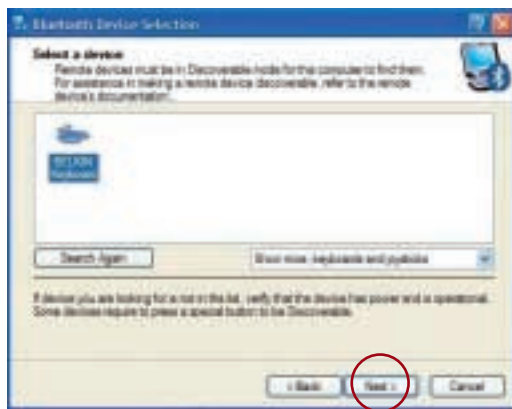 Bluetooth Device Selection
Select a device
Remote devices must be in Discoverable mode for this computer to find them.
For assistance in making a remote device discoverable, refer to the remote
device's documentation.
BELKIN
Keyboard
Search Again
Show mice, keyboards and joysticks
If device you are looking for is not in the list, verify that the device has power and is operational.
Some devices require to press a special button to be Discoverable.
< Back
Next >
Cancel